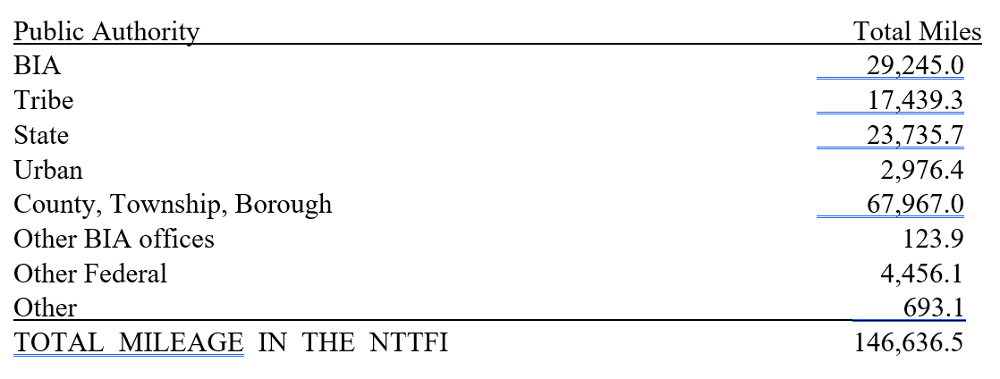 Public Authority Total Miles
BIA 29,245.0
Tribe 17,439.3
State 23,735.7
Urban 2,976.4
County, Township, Borough 67,967.0
Other BIA offices 123.9
Other Federal 4,456.1
Other 693.1
TOTAL MILEAGE IN THE NTTFI 146,636.5